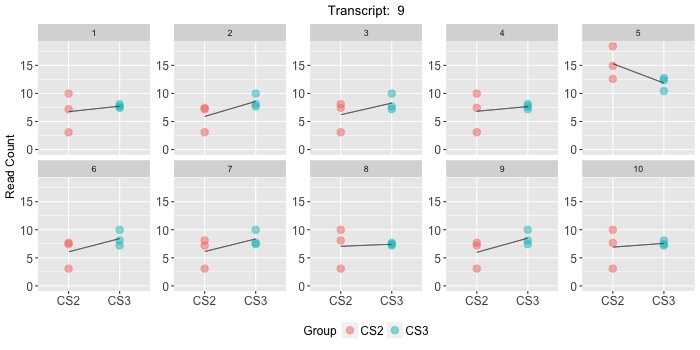 Transcript: 9
1 2 3 4 5
15
10
5
0
Read Count
6 7 8 9 10
15
10
5
0
CS2 CS3 CS2 CS3 CS2 CS3 CS2 CS3 CS2 CS3
Group CS2 CS3